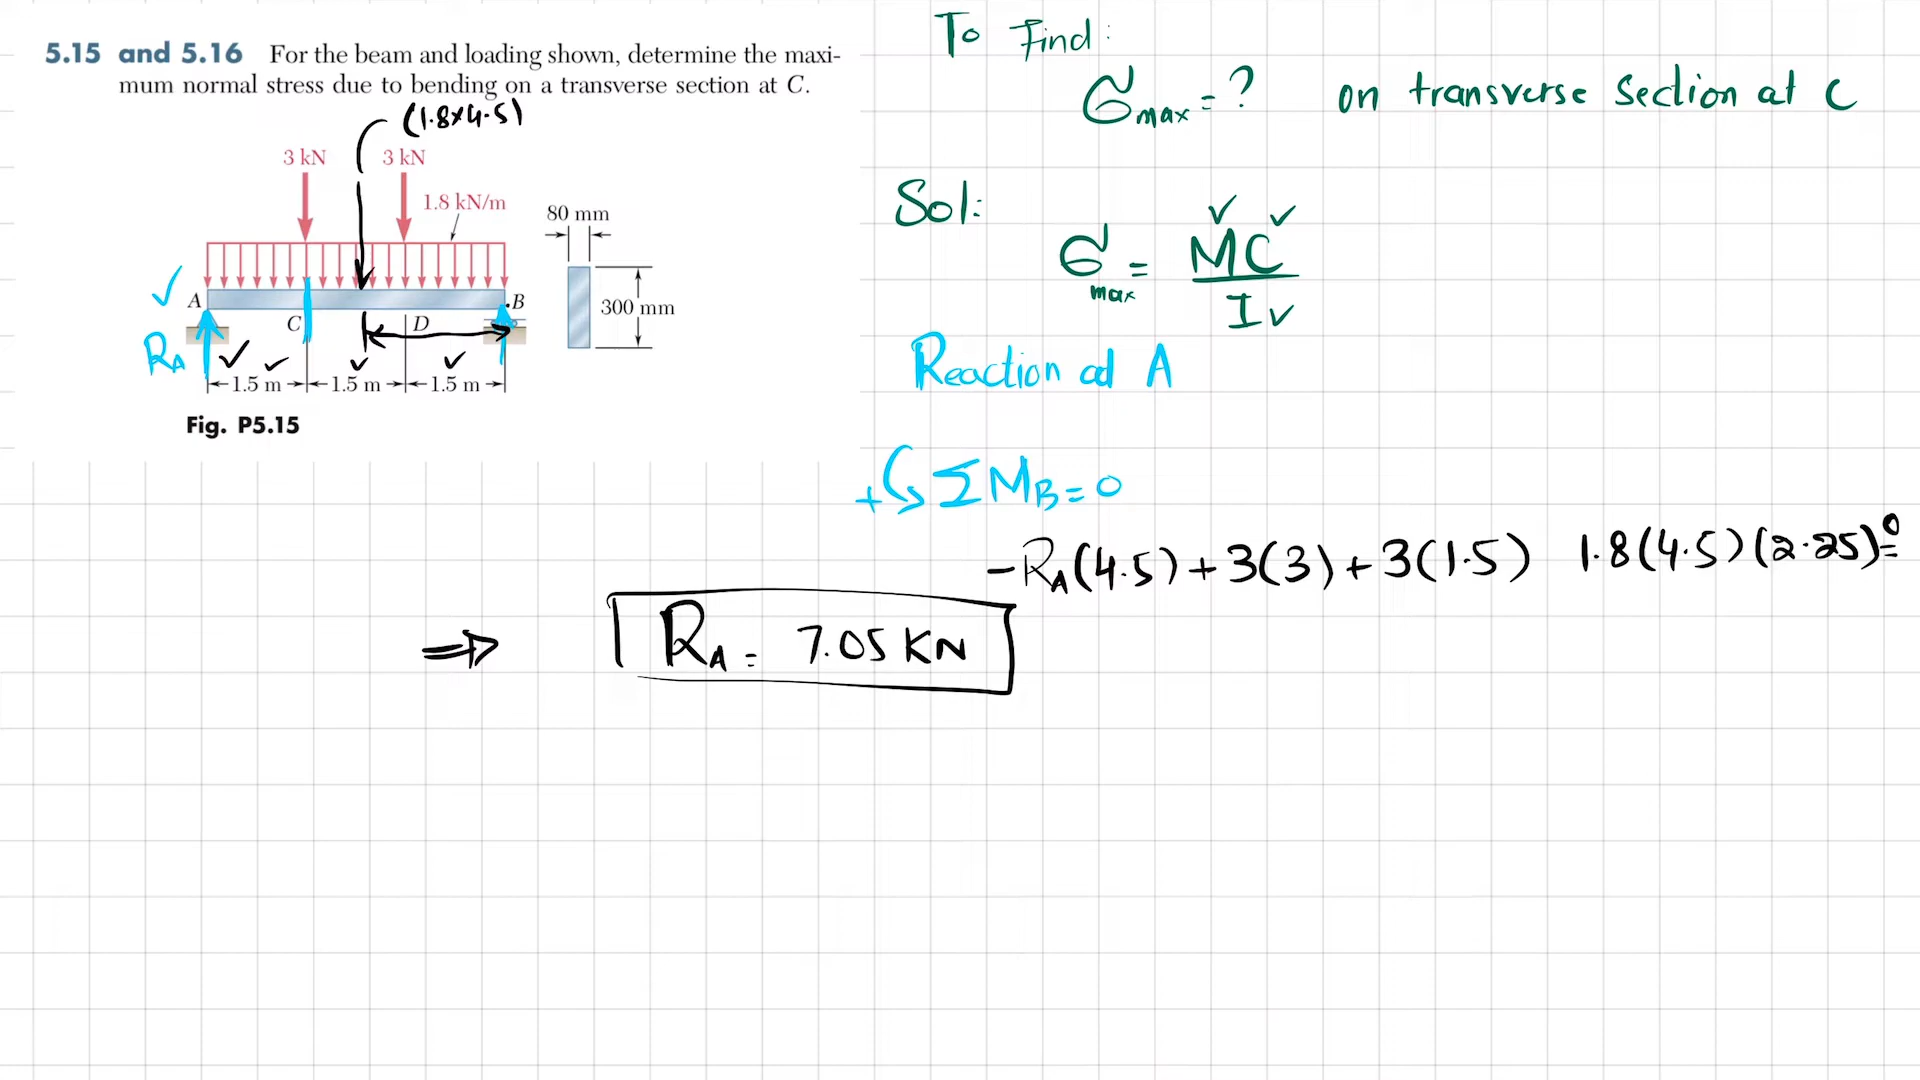 5.15 and 5.16 For the beam and loading shown, determine the maxi-
mum normal stress due to bending on a transverse section at C.
(1.8x4.5)
3 kN
3 kN
1.8 kN/m
80 mm
300 mm
A
B
C
D
RA
1.5 m
1.5 m
1.5 m
Fig. P5.15
To Find:
σmax = ? on transverse Section at C
Sol:
σmax = MC / I
Reaction at A
+ ΣMB=0
-RA(4.5)+3(3)+3(1.5) 1.8(4.5)(2.25)=0
⇒ RA = 7.05 KN